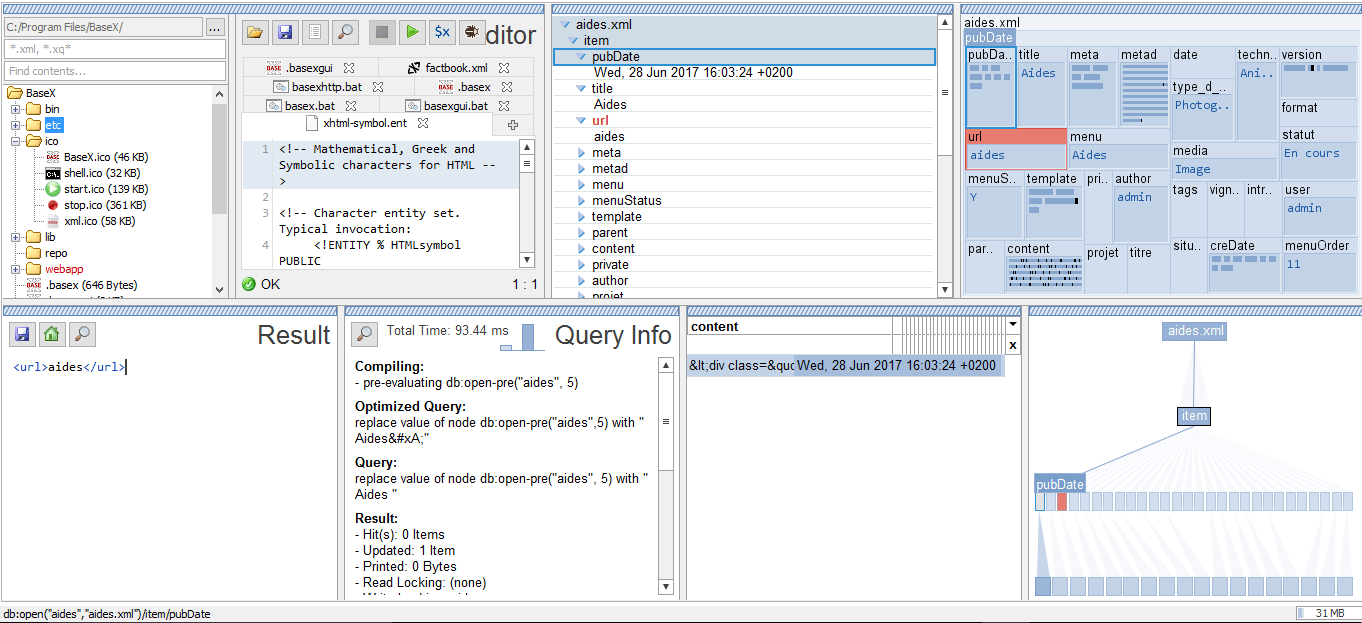 C:/Program Files/BaseX/
...
*.xml, *.xq*
Find contents...
BaseX
bin
etc
ico
BaseX.ico (46 KB)
shell.ico (32 KB)
start.ico (139 KB)
stop.ico (361 KB)
xml.ico (58 KB)
lib
repo
webapp
.basex (646 Bytes)
$x
ditor
.basexgui
factbook.xml
basexhttp.bat
.basex
basex.bat
basexgui.bat
xhtml-symbol.ent
1 <!-- Mathematical, Greek and
Symbolic characters for HTML --
>
2
3 <!-- Character entity set.
Typical invocation:
4 <!ENTITY % HTMLsymbol
PUBLIC
OK
1 : 1
aides.xml
item
pubDate
Wed, 28 Jun 2017 16:03:24 +0200
title
Aides
url
aides
meta
metad
menu
menuStatus
template
parent
content
private
author
projet
aides.xml
pubDate
pubDa.. title meta metad date techn.. version
Aides
Ani..
type_d_..
Photog..
format
url menu
aides Aides
statut
En cours
media
Image
menuS.. template pri.. author
Y
admin
tags vign.. intr.. user
admin
par.. content projet titre
situ.. creDate menuOrder
11
Result
<url>aides</url>
Total Time: 93.44 ms
Query Info
Compiling:
- pre-evaluating db:open-pre("aides", 5)
Optimized Query:
replace value of node db:open-pre("aides",5) with "
Aides&#xA;"
Query:
replace value of node db:open-pre("aides", 5) with "
Aides "
Result:
- Hit(s): 0 Items
- Updated: 1 Item
- Printed: 0 Bytes
- Read Locking: (none)
content
x
&lt;div class=&quo Wed, 28 Jun 2017 16:03:24 +0200
aides.xml
item
pubDate
db:open("aides","aides.xml")/item/pubDate
31 MB